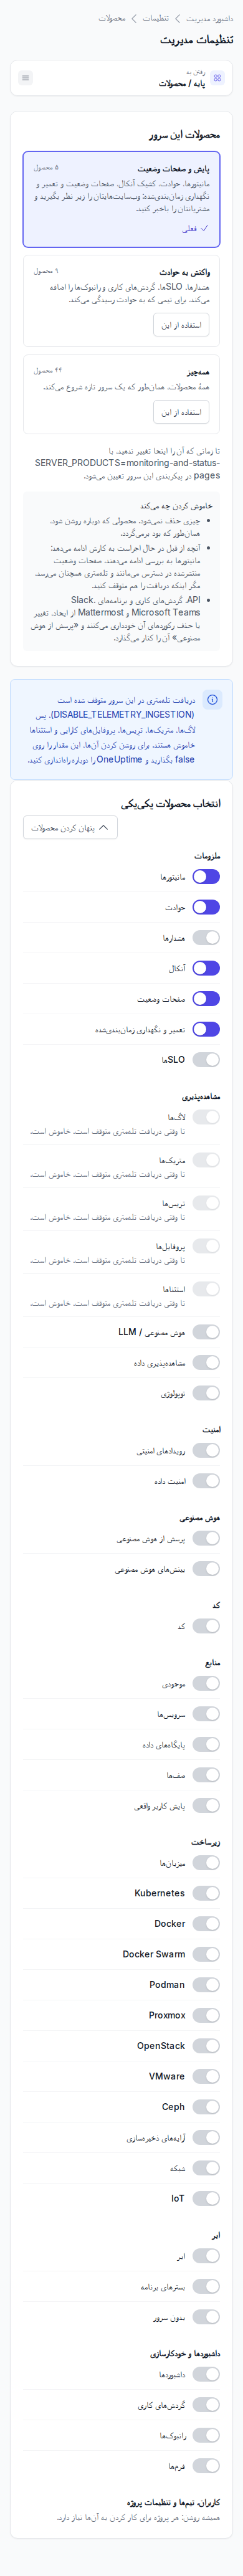 داشبورد مدیریت
تنظیمات
محصولات
تنظیمات مدیریت
رفتن به
پایه / محصولات
محصولات این سرور
پایش و صفحات وضعیت
۵ محصول
مانیتورها، حوادث، کشیک آنکال، صفحات وضعیت و تعمیر و
نگهداری زمان‌بندی‌شده: وب‌سایت‌هایتان را زیر نظر بگیرید و
مشتریانتان را باخبر کنید.
فعلی
واکنش به حوادث
۹ محصول
هشدارها، SLOها، گردش‌های کاری و رانبوک‌ها را اضافه
می‌کند، برای تیمی که به حوادث رسیدگی می‌کند.
استفاده از این
همه‌چیز
۴۴ محصول
همهٔ محصولات، همان‌طور که یک سرور تازه شروع می‌کند.
استفاده از این
تا زمانی که آن را اینجا تغییر ندهید، با
SERVER_PRODUCTS=monitoring-and-status-
pages در پیکربندی این سرور تعیین می‌شود.
خاموش کردن چه می‌کند
چیزی حذف نمی‌شود. محصولی که دوباره روشن شود،
همان‌طور که بود برمی‌گردد.
آنچه از قبل در حال اجراست به کارش ادامه می‌دهد:
مانیتورها به بررسی ادامه می‌دهند، صفحات وضعیت
منتشرشده در دسترس می‌مانند و تله‌متری همچنان می‌رسد،
مگر اینکه دریافت را هم متوقف کنید.
API، گردش‌های کاری و برنامه‌های Slack،
Microsoft Teams و Mattermost از ایجاد، تغییر
یا حذف رکوردهای آن خودداری می‌کنند و «پرسش از هوش
مصنوعی» آن را کنار می‌گذارد.
دریافت تله‌متری در این سرور متوقف شده است
(DISABLE_TELEMETRY_INGESTION)، پس
لاگ‌ها، متریک‌ها، تریس‌ها، پروفایل‌های کارایی و استثناها
خاموش هستند. برای روشن کردن آن‌ها، این مقدار را روی
false بگذارید و OneUptime را دوباره راه‌اندازی کنید.
انتخاب محصولات یکی‌یکی
پنهان کردن محصولات
ملزومات
مانیتورها
حوادث
هشدارها
آنکال
صفحات وضعیت
تعمیر و نگهداری زمان‌بندی‌شده
SLOها
مشاهده‌پذیری
لاگ‌ها
تا وقتی دریافت تله‌متری متوقف است، خاموش است.
متریک‌ها
تا وقتی دریافت تله‌متری متوقف است، خاموش است.
تریس‌ها
تا وقتی دریافت تله‌متری متوقف است، خاموش است.
پروفایل‌ها
تا وقتی دریافت تله‌متری متوقف است، خاموش است.
استثناها
تا وقتی دریافت تله‌متری متوقف است، خاموش است.
هوش مصنوعی / LLM
مشاهده‌پذیری داده
توپولوژی
امنیت
رویدادهای امنیتی
امنیت داده
هوش مصنوعی
پرسش از هوش مصنوعی
بینش‌های هوش مصنوعی
کد
کد
منابع
موجودی
سرویس‌ها
پایگاه‌های داده
صف‌ها
پایش کاربر واقعی
زیرساخت
میزبان‌ها
Kubernetes
Docker
Docker Swarm
Podman
Proxmox
OpenStack
VMware
Ceph
آرایه‌های ذخیره‌سازی
شبکه
IoT
ابر
ابر
بسترهای برنامه
بدون سرور
داشبوردها و خودکارسازی
داشبوردها
گردش‌های کاری
رانبوک‌ها
فرم‌ها
کاربران، تیم‌ها و تنظیمات پروژه
همیشه روشن: هر پروژه برای کار کردن به آن‌ها نیاز دارد.